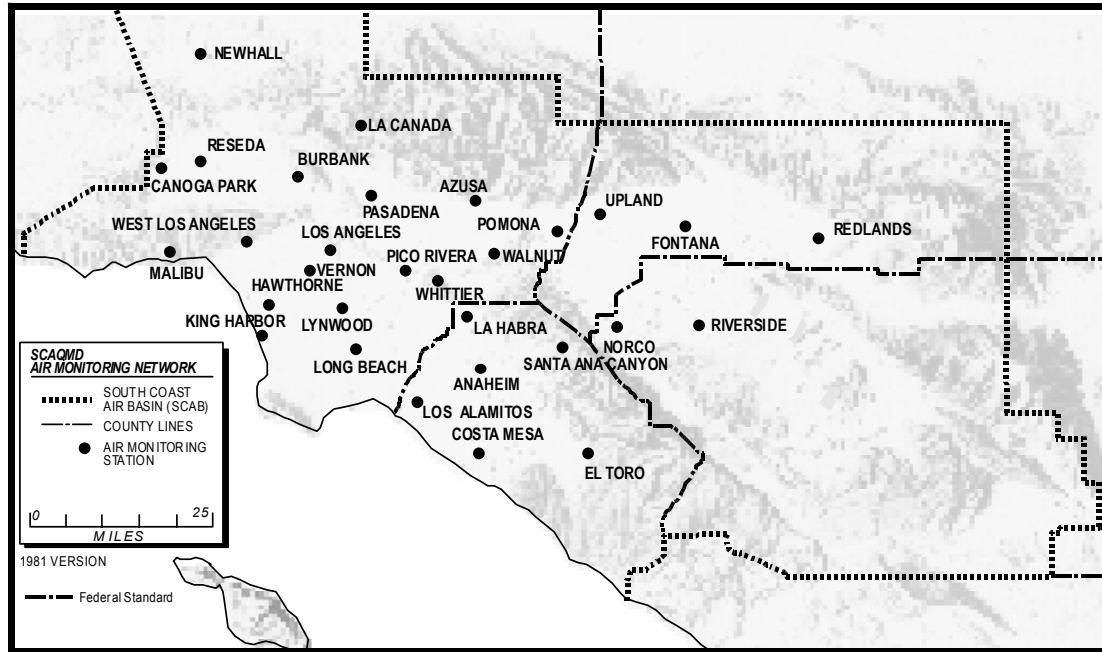 NEWHALL
LA CANADA
RESEDA
BURBANK
CANOGA PARK
AZUSA
PASADENA
UPLAND
WEST LOS ANGELES
LOS ANGELES
POMONA
FONTANA
REDLANDS
MALIBU
VERNON
PICO RIVERA
WALNUT
HAWTHORNE
WHITTIER
KING HARBOR
LYNWOOD
LA HABRA
NORCO
RIVERSIDE
LONG BEACH
SANTA ANA CANYON
ANAHEIM
LOS ALAMITOS
COSTA MESA
EL TORO
SCAQMD
AIR MONITORING NETWORK
SOUTH COAST
AIR BASIN (SCAB)
COUNTY LINES
AIR MONITORING
STATION
0 25
MILES
1981 VERSION
Federal Standard